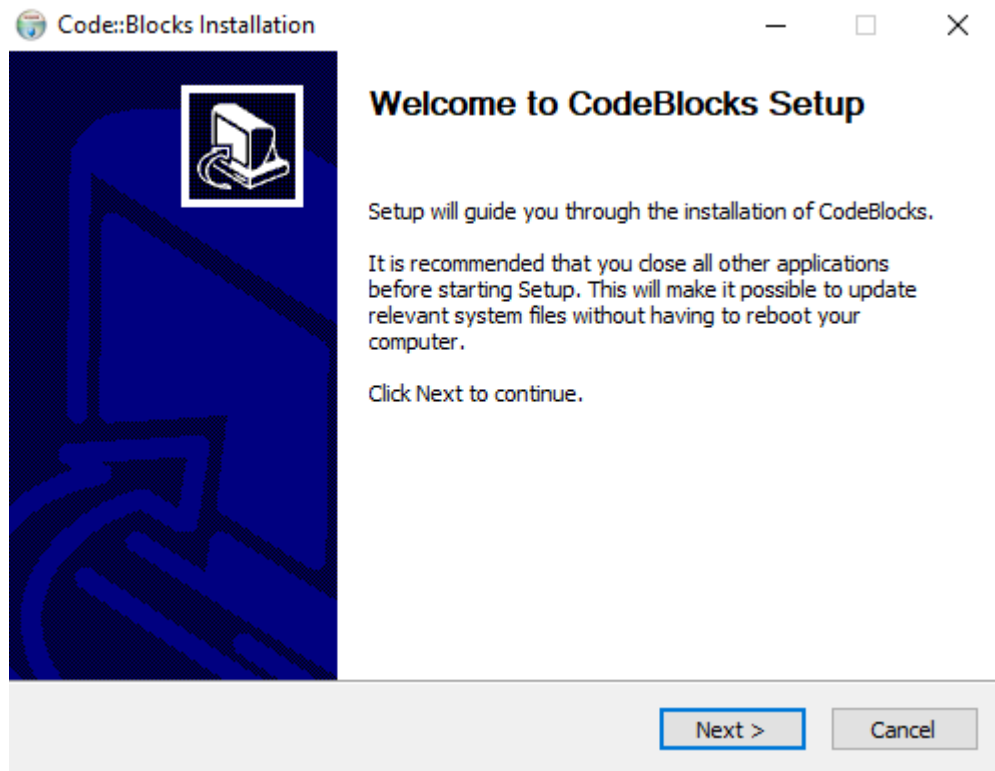 Code::Blocks Installation
Welcome to CodeBlocks Setup
Setup will guide you through the installation of CodeBlocks.
It is recommended that you close all other applications
before starting Setup. This will make it possible to update
relevant system files without having to reboot your
computer.
Click Next to continue.
Next >
Cancel